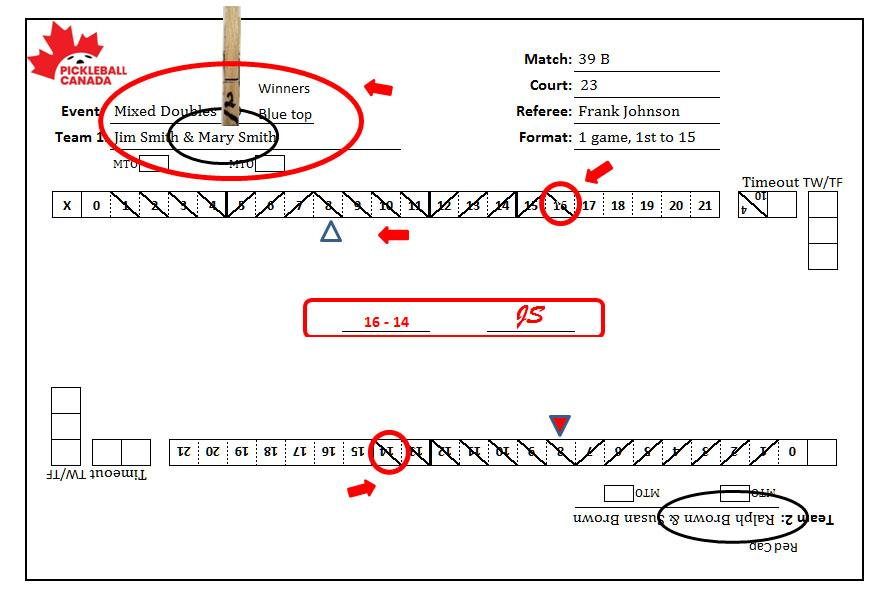 PICKLEBALL
CANADA
Match: 39 B
Court: 23
Winners
Blue top
Event Mixed Doubles
2
Referee: Frank Johnson
Team 1 Jim Smith & Mary Smith
Format: 1 game, 1st to 15
MTO MTO
Timeout TW/TF
X 0 1 2 3 4 5 6 7 8 9 10 11 12 13 14 15 16 17 18 19 20 21
4 10
16 - 14 JS
21 20 19 18 17 16 15 14 13 12 11 10 9 8 7 6 5 4 3 2 1 0
Timeout TW/TF
MTO MTO
Team 2: Ralph Brown & Susan Brown
Red Cap